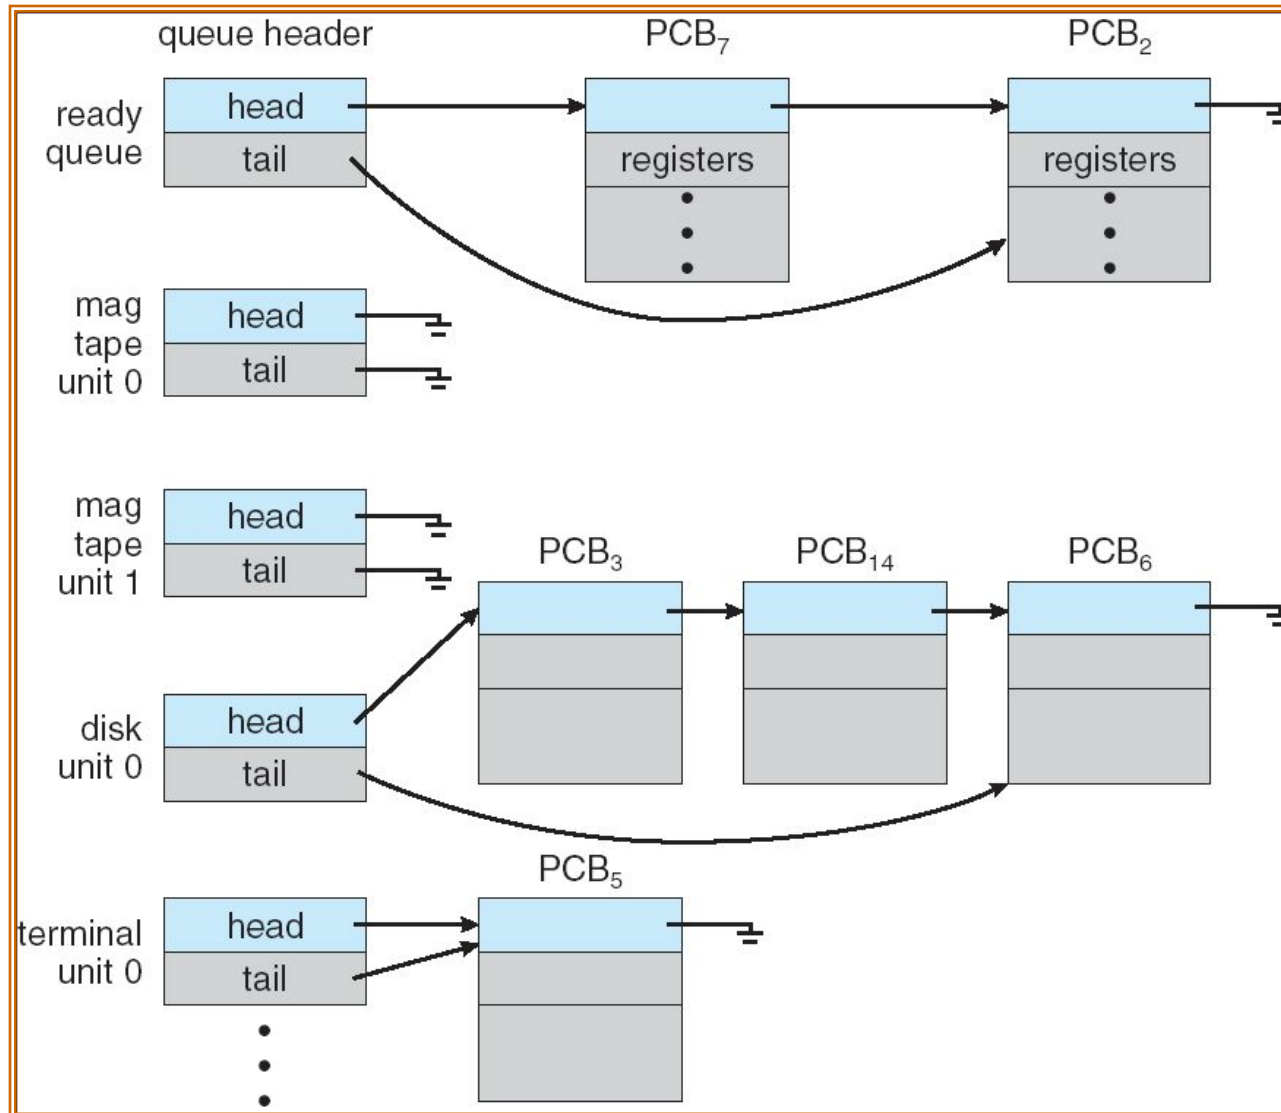 queue header
PCB₇
PCB₂
ready
queue
head
tail
registers
registers
mag
tape
unit 0
head
tail
mag
tape
unit 1
head
tail
PCB₃
PCB₁₄
PCB₆
disk
unit 0
head
tail
PCB₅
terminal
unit 0
head
tail